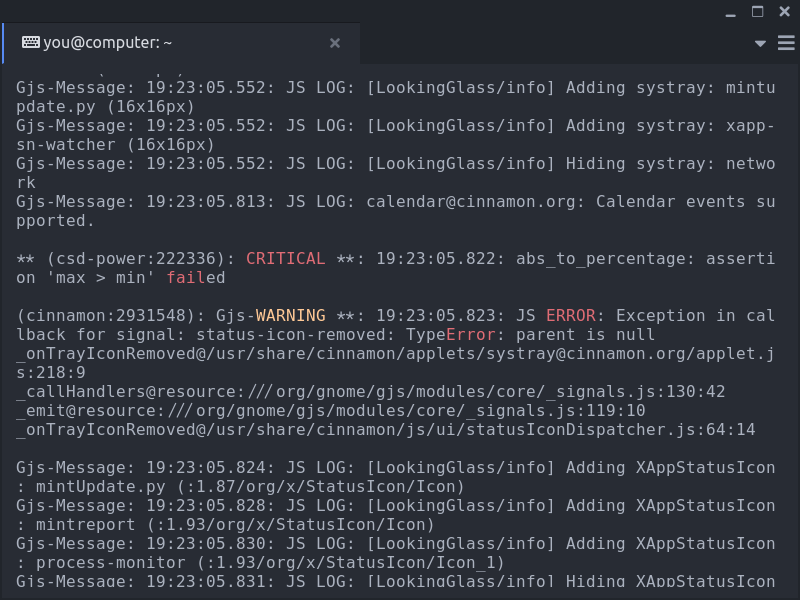 you@computer: ~
Gjs-Message: 19:23:05.552: JS LOG: [LookingGlass/info] Adding systray: mintu
pdate.py (16x16px)
Gjs-Message: 19:23:05.552: JS LOG: [LookingGlass/info] Adding systray: xapp-
sn-watcher (16x16px)
Gjs-Message: 19:23:05.552: JS LOG: [LookingGlass/info] Hiding systray: netwo
rk
Gjs-Message: 19:23:05.813: JS LOG: calendar@cinnamon.org: Calendar events su
pported.
** (csd-power:222336): CRITICAL **: 19:23:05.822: abs_to_percentage: asserti
on 'max > min' failed
(cinnamon:2931548): Gjs-WARNING **: 19:23:05.823: JS ERROR: Exception in cal
lback for signal: status-icon-removed: TypeError: parent is null
_onTrayIconRemoved@/usr/share/cinnamon/applets/systray@cinnamon.org/applet.j
s:218:9
_callHandlers@resource:///org/gnome/gjs/modules/core/_signals.js:130:42
_emit@resource:///org/gnome/gjs/modules/core/_signals.js:119:10
_onTrayIconRemoved@/usr/share/cinnamon/js/ui/statusIconDispatcher.js:64:14
Gjs-Message: 19:23:05.824: JS LOG: [LookingGlass/info] Adding XAppStatusIcon
: mintUpdate.py (:1.87/org/x/StatusIcon/Icon)
Gjs-Message: 19:23:05.828: JS LOG: [LookingGlass/info] Adding XAppStatusIcon
: mintreport (:1.93/org/x/StatusIcon/Icon)
Gjs-Message: 19:23:05.830: JS LOG: [LookingGlass/info] Adding XAppStatusIcon
: process-monitor (:1.93/org/x/StatusIcon/Icon_1)
Gjs-Message: 19:23:05.831: JS LOG: [LookingGlass/info] Hiding XAppStatusIcon